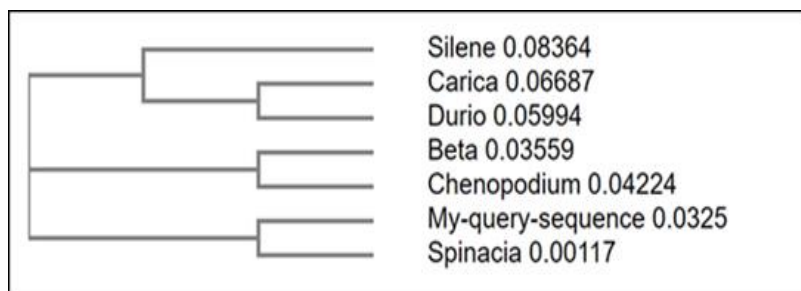 Silene 0.08364
Carica 0.06687
Durio 0.05994
Beta 0.03559
Chenopodium 0.04224
My-query-sequence 0.0325
Spinacia 0.00117